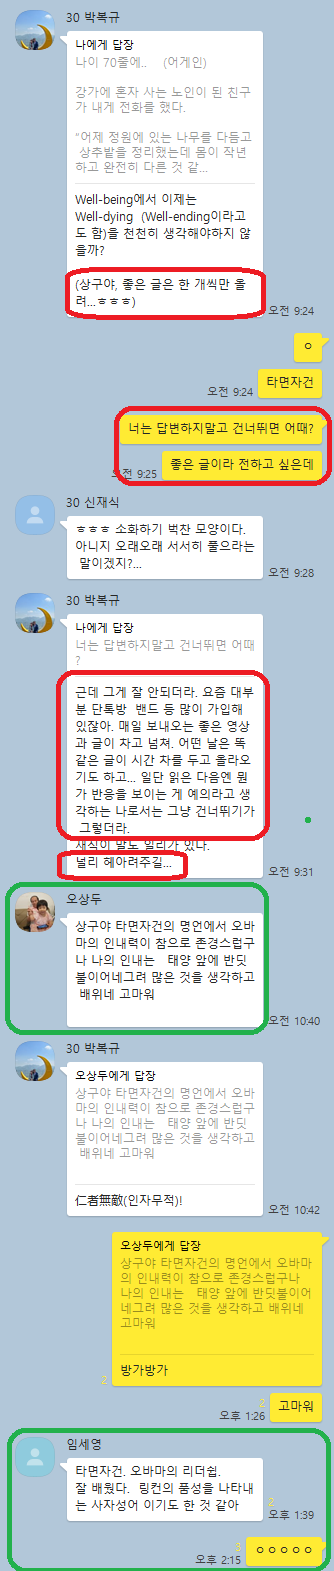 30 박복규
나에게 답장
나이 70줄에.. (어게인)
강가에 혼자 사는 노인이 된 친구
가 내게 전화를 했다.
"어제 정원에 있는 나무를 다듬고
상추밭을 정리했는데 몸이 작년
하고 완전히 다른 것 같...
Well-being에서 이제는
Well-dying (Well-ending이라고
도 함)을 천천히 생각해야하지 않
을까?
(상구야, 좋은 글은 한 개씩만 올
려...ㅎㅎㅎ)
오전 9:24
ㅇ
오전 9:24 타면자건
너는 답변하지말고 건너뛰면 어때?
오전 9:25 좋은 글이라 전하고 싶은데
30 신재식
ㅎㅎㅎ 소화하기 벅찬 모양이다.
아니지 오래오래 서서히 물으라는
말이겠지?...
오전 9:28
30 박복규
나에게 답장
너는 답변하지말고 건너뛰면 어때
?
근데 그게 잘 안되더라. 요즘 대부
분 단톡방 밴드 등 많이 가입해
있잖아. 매일 보내오는 좋은 영상
과 글이 차고 넘쳐. 어떤 날은 똑
같은 글이 시간 차를 두고 올라오
기도 하고... 일단 읽은 다음엔 뭔
가 반응을 보이는 게 예의라고 생
각하는 나로서는 그냥 건너뛰기가
그렇더라.
재식이 말도 일리가 있다.
널리 헤아려주길...
오전 9:31
오상두
상구야 타면자건의 명언에서 오바
마의 인내력이 참으로 존경스럽구
나 나의 인내는 태양 앞에 반딧
불이어네그려 많은 것을 생각하고
배위네 고마워
오전 10:40
30 박복규
오상두에게 답장
상구야 타면자건의 명언에서 오바
마의 인내력이 참으로 존경스럽구
나 나의 인내는 태양 앞에 반딧
불이어네그려 많은 것을 생각하고
배위네 고마워
仁者無敵(인자무적)!
오전 10:42
오상두에게 답장
상구야 타면자건의 명언에서 오바마
의 인내력이 참으로 존경스럽구나
나의 인내는 태양 앞에 반딧불이어
네그려 많은 것을 생각하고 배위네
고마워
방가방가
2
2
오후 1:26 고마워
임세영
타면자건. 오바마의 리더쉽.
잘 배웠다. 링컨의 품성을 나타내
는 사자성어 이기도 한 것 같아
2
오후 1:39
3
오후 2:15 ㅇㅇㅇㅇㅇ